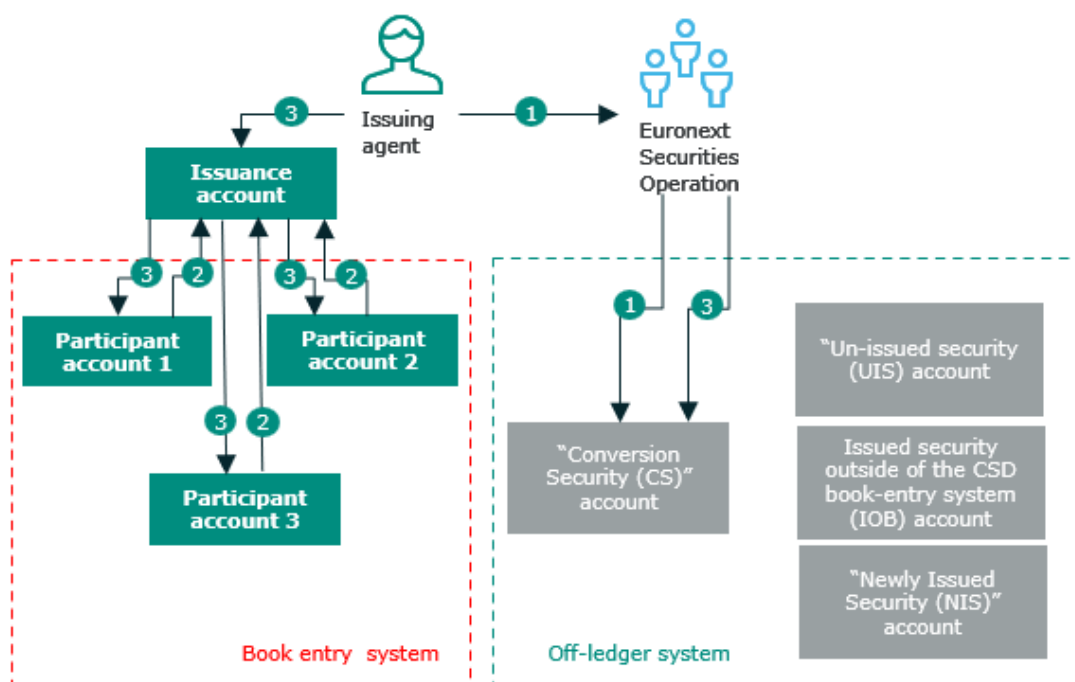 3
1
Issuing
agent
Euronext
Securities
Operation
Issuance
account
3
2
3
2
1
3
Participant
account 1
Participant
account 2
"Un-issued security
(UIS) account
3
2
"Conversion
Security (CS)"
account
Issued security
outside of the CSD
book-entry system
(IOB) account
Participant
account 3
"Newly Issued
Security (NIS)"
account
Book entry system
Off-ledger system